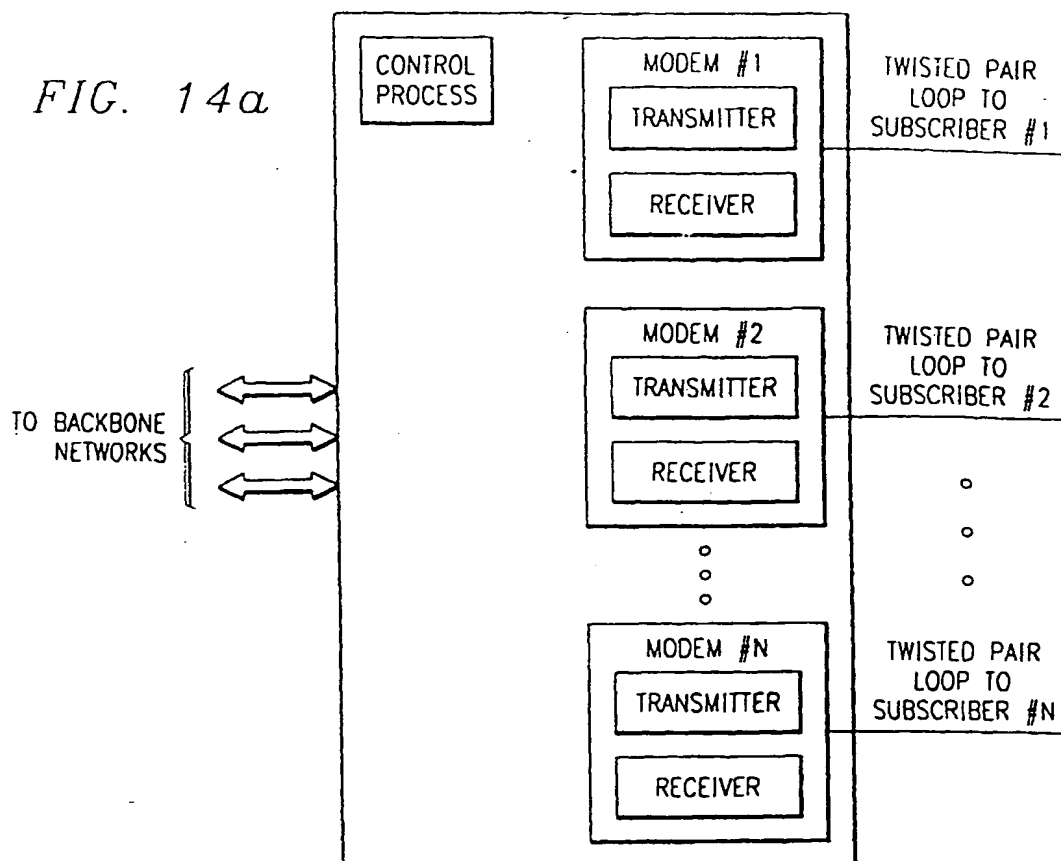 FIG. 14a
CONTROL
PROCESS
MODEM #1
TRANSMITTER
RECEIVER
TWISTED PAIR
LOOP TO
SUBSCRIBER #1
MODEM #2
TRANSMITTER
RECEIVER
TWISTED PAIR
LOOP TO
SUBSCRIBER #2
TO BACKBONE
NETWORKS
MODEM #N
TRANSMITTER
RECEIVER
TWISTED PAIR
LOOP TO
SUBSCRIBER #N